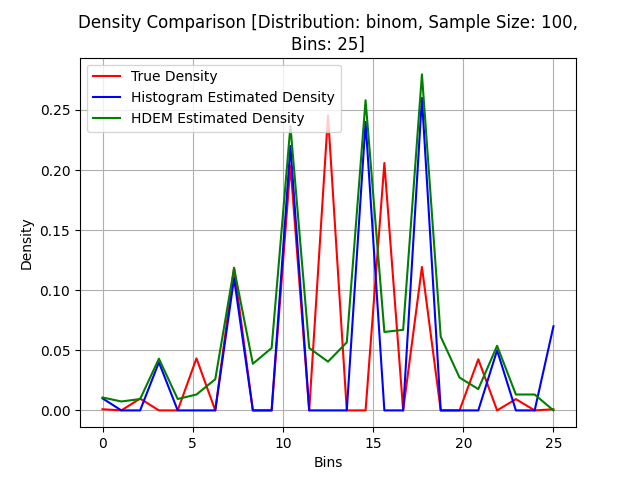 Density Comparison [Distribution: binom, Sample Size: 100,
Bins: 25]
True Density
Histogram Estimated Density
HDEM Estimated Density
Density
0.25
0.20
0.15
0.10
0.05
0.00
0 5 10 15 20 25
Bins